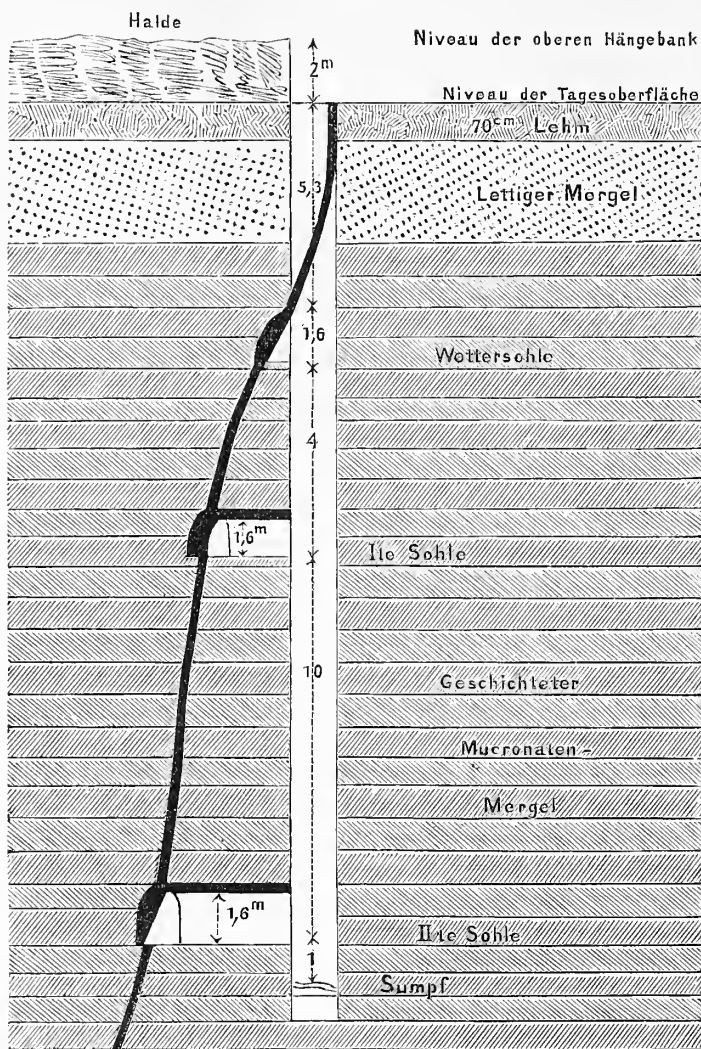 Halde
Niveau der oberen Hängebank
2m
Niveau der Tagesoberfläche
70cm Lehm
5,3
Lettiger Mergel
1,6
Wettersohle
4
1,6m
Ite Sohle
10
Geschichteter
Mucronaten-
Mergel
1,6m
IIte Sohle
1
Sumpf